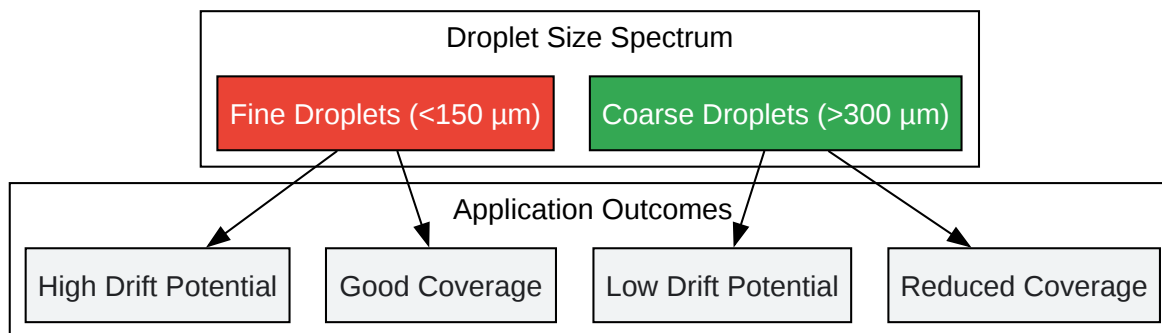 Droplet Size Spectrum
Fine Droplets (<150 µm)
Coarse Droplets (>300 µm)
Application Outcomes
High Drift Potential
Good Coverage
Low Drift Potential
Reduced Coverage